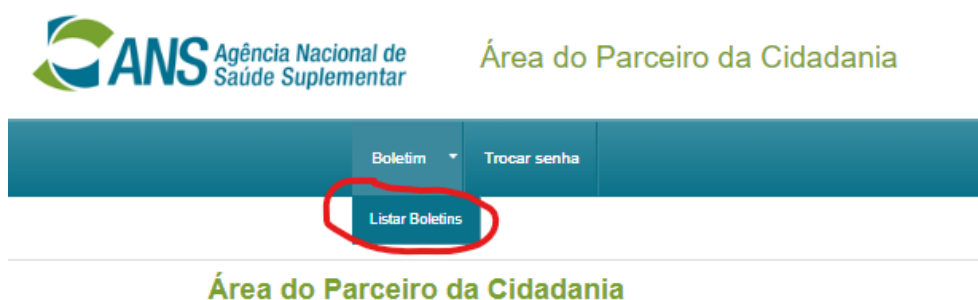 ANS Agência Nacional de
Saúde Suplementar
Área do Parceiro da Cidadania
Boletim Trocar senha
Listar Boletins
Área do Parceiro da Cidadania